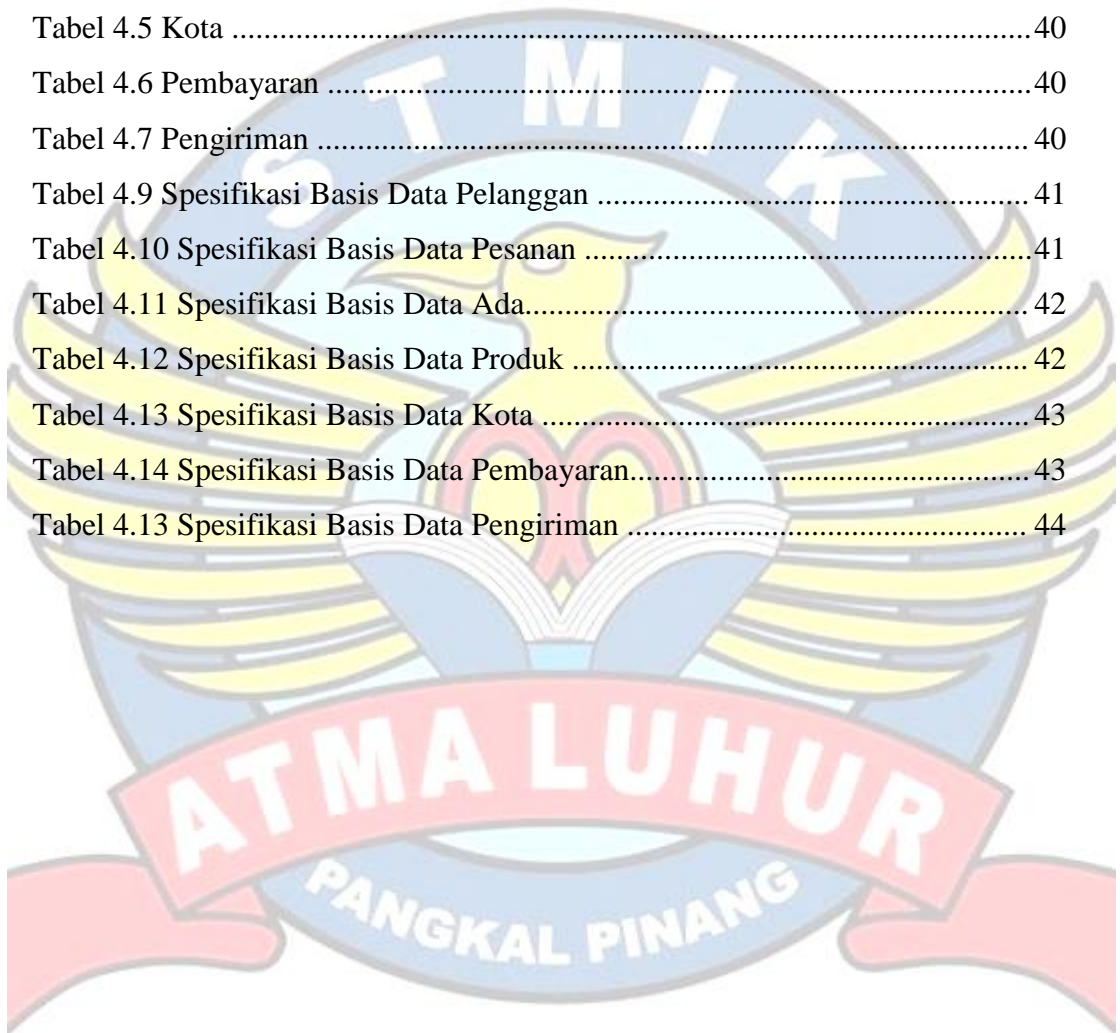 Tabel 4.5 Kota .................................................................................................... 40
Tabel 4.6 Pembayaran ........................................................................................ 40
Tabel 4.7 Pengiriman ......................................................................................... 40
Tabel 4.9 Spesifikasi Basis Data Pelanggan ...................................................... 41
Tabel 4.10 Spesifikasi Basis Data Pesanan ........................................................ 41
Tabel 4.11 Spesifikasi Basis Data Ada............................................................... 42
Tabel 4.12 Spesifikasi Basis Data Produk ......................................................... 42
Tabel 4.13 Spesifikasi Basis Data Kota ............................................................. 43
Tabel 4.14 Spesifikasi Basis Data Pembayaran.................................................. 43
Tabel 4.13 Spesifikasi Basis Data Pengiriman .................................................. 44
STMIK
ATMA LUHUR
PANGKAL PINANG